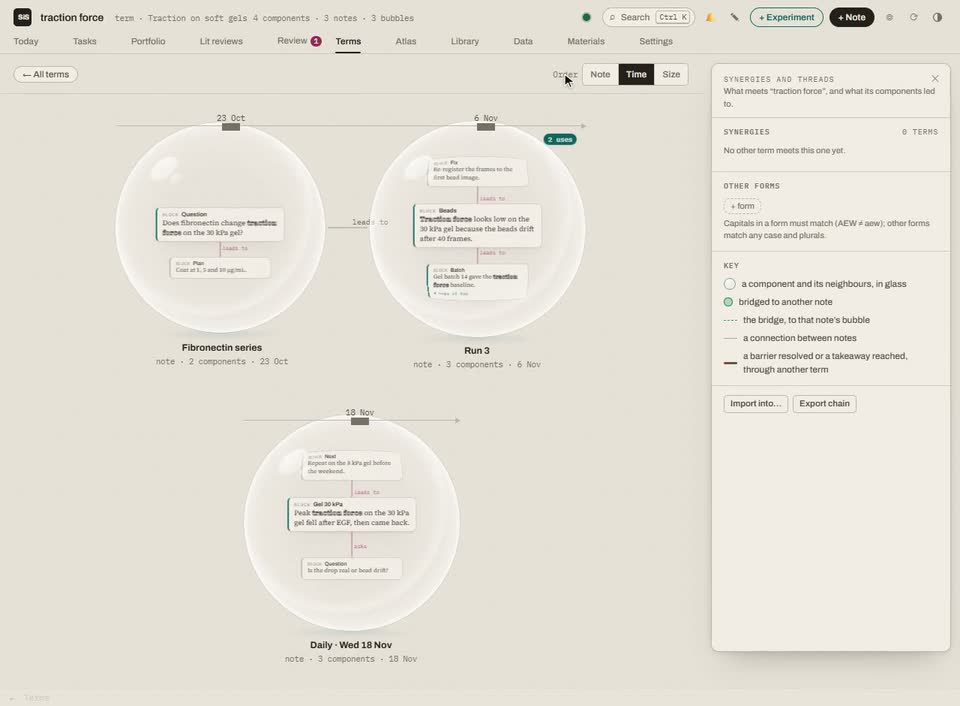 SIS traction force term · Traction on soft gels 4 components · 3 notes · 3 bubbles
Search Ctrl K + Experiment + Note
Today Tasks Portfolio Lit reviews Review 1 Terms Atlas Library Data Materials Settings
← All terms
Order Note Time Size
23 Oct
BLOCK Question
Does fibronectin change traction
force on the 30 kPa gel?
leads to
BLOCK Plan
Coat at 1, 5 and 10 µg/mL.
Fibronectin series
note · 2 components · 23 Oct
leads to
6 Nov
2 uses
BLOCK Fix
Re-register the frames to the
first bead image.
leads to
BLOCK Beads
Traction force looks low on the
30 kPa gel because the beads drift
after 40 frames.
leads to
BLOCK Batch
Gel batch 14 gave the traction
force baseline.
Run 3
note · 3 components · 6 Nov
18 Nov
BLOCK Next
Repeat on the 8 kPa gel before
the weekend.
leads to
BLOCK Gel 30 kPa
Peak traction force on the 30 kPa
gel fell after EGF, then came back.
asks
BLOCK Question
Is the drop real or bead drift?
Daily · Wed 18 Nov
note · 3 components · 18 Nov
SYNERGIES AND THREADS
What meets “traction force”, and what its components led
to.
SYNERGIES 0 TERMS
No other term meets this one yet.
OTHER FORMS
+ form
Capitals in a form must match (AEW ≠ aew); other forms
match any case and plurals.
KEY
a component and its neighbours, in glass
bridged to another note
the bridge, to that note’s bubble
a connection between notes
a barrier resolved or a takeaway reached,
through another term
Import into… Export chain
← Terms